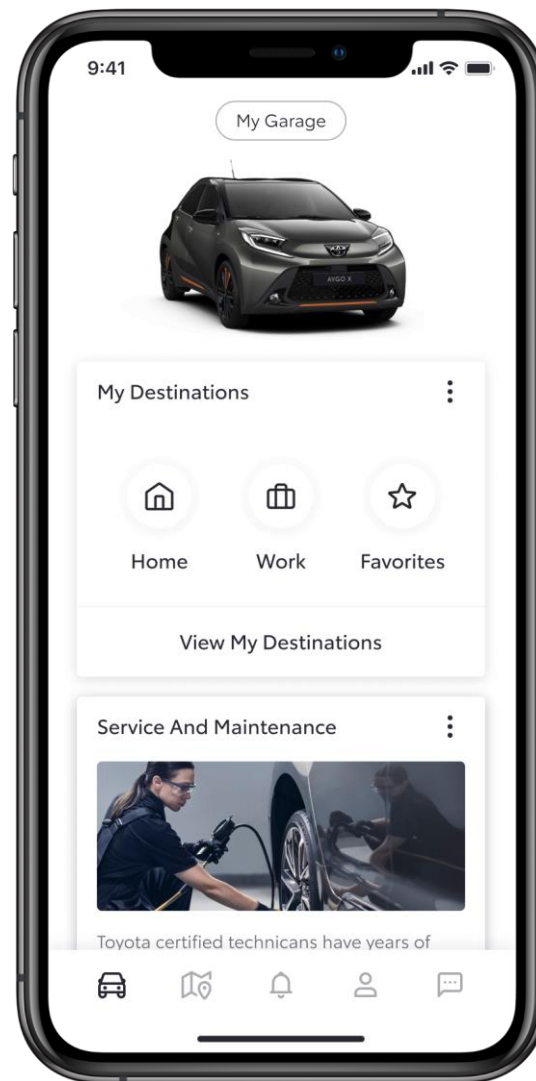 9:41
My Garage
AYGO X
My Destinations
Home Work Favorites
View My Destinations
Service And Maintenance
Toyota certified technicans have years of